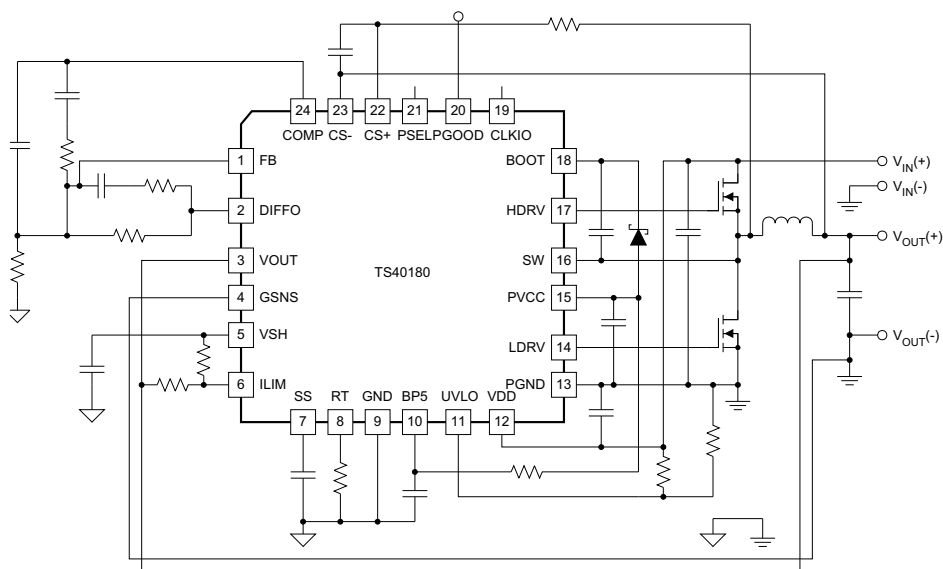 24 23 22 21 20 19
COMP CS- CS+ PSEL PGOOD CLKIO
1 FB
2 DIFFO
3 VOUT
4 GSNS
5 VSH
6 ILIM
TS40180
BOOT 18
HDRV 17
SW 16
PVCC 15
LDRV 14
PGND 13
SS RT GND BP5 UVLO VDD
7 8 9 10 11 12
VIN(+)
VIN(-)
VOUT(+)
VOUT(-)